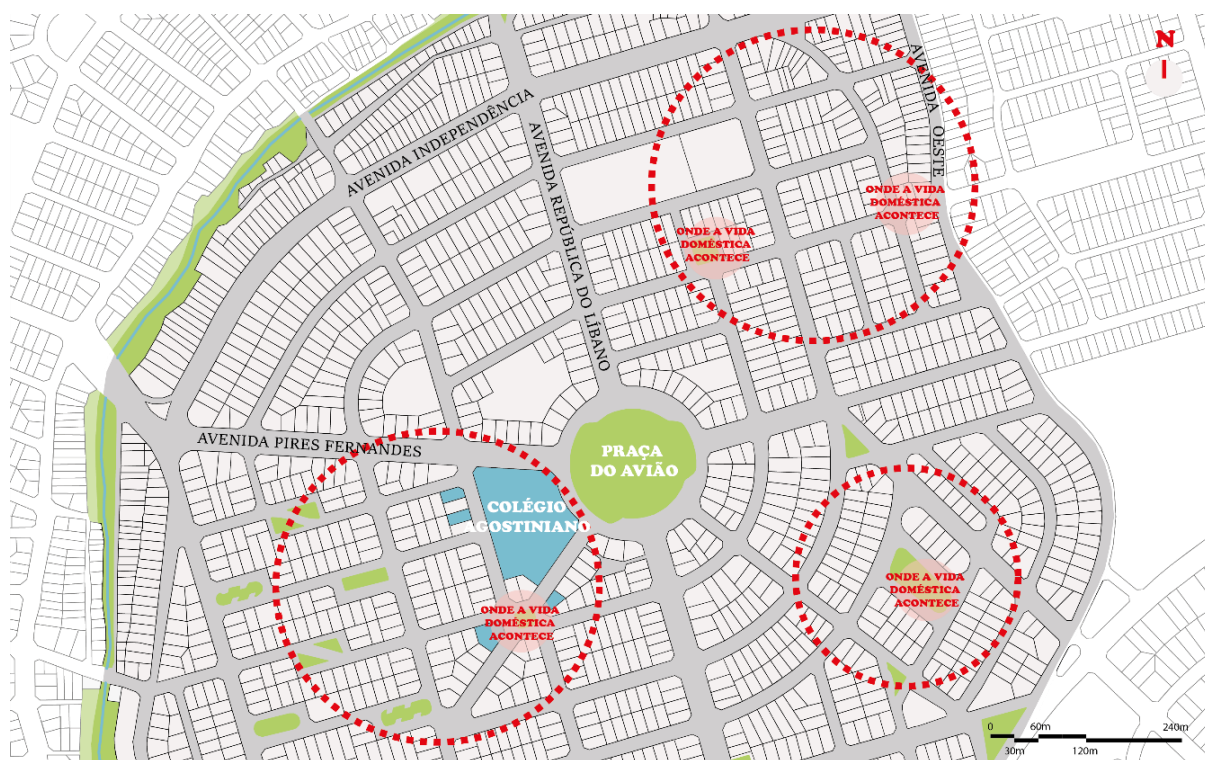 N
AVENIDA OESTE
AVENIDA INDEPENDÊNCIA
AVENIDA REPÚBLICA DO LÍBANO
ONDE A VIDA
DOMÉSTICA
ACONTECE
ONDE A VIDA
DOMÉSTICA
ACONTECE
AVENIDA PIRES FERNANDES
PRAÇA
DO AVIÃO
COLÉGIO
AGOSTINIANO
ONDE A VIDA
DOMÉSTICA
ACONTECE
ONDE A VIDA
DOMÉSTICA
ACONTECE
0 60m 240m
30m 120m